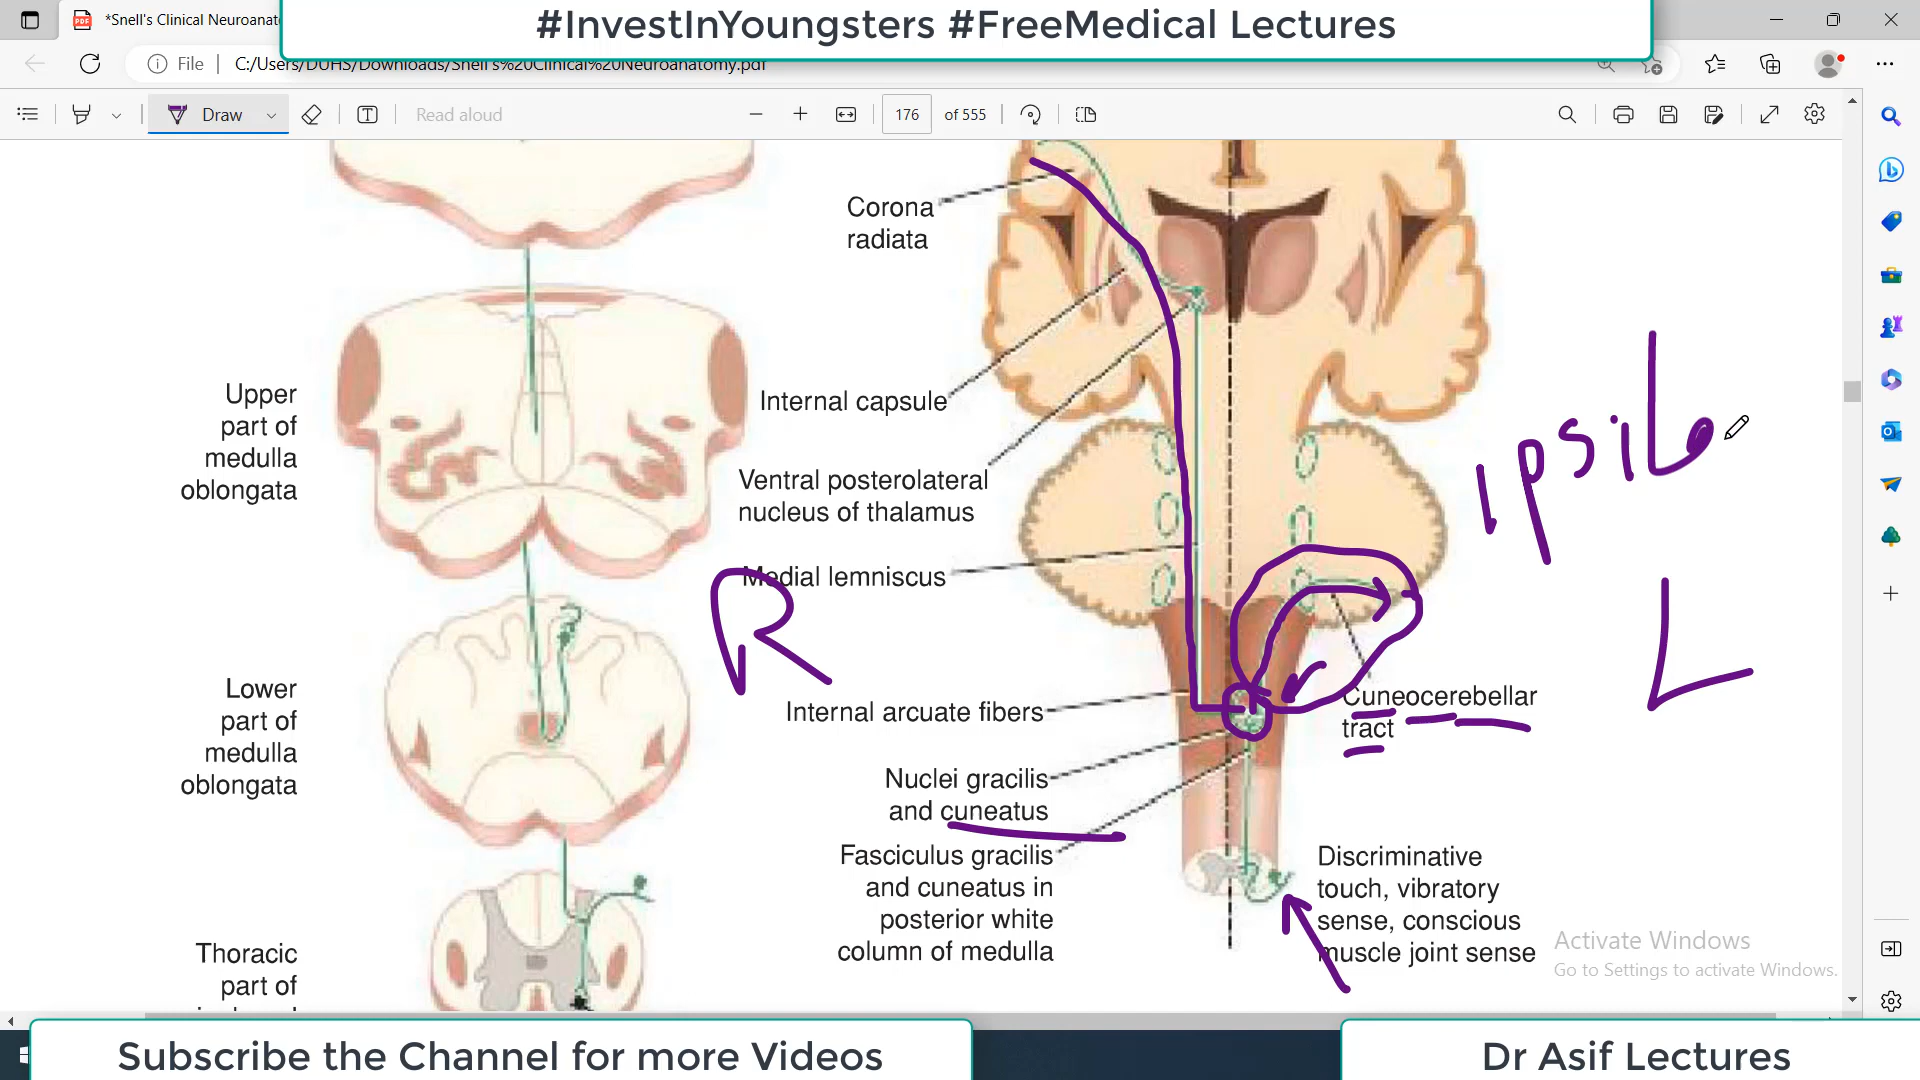 #InvestInYoungsters #FreeMedical Lectures
*Snell's Clinical Neuroanat
File
C:/Users/DUHS/Downloads/Snell's%20Clinical%20Neuroanatomy.pdf
Draw
Read aloud
176 of 555
Corona
radiata
Internal capsule
Ventral posterolateral
nucleus of thalamus
Medial lemniscus
Internal arcuate fibers
Nuclei gracilis
and cuneatus
Fasciculus gracilis
and cuneatus in
posterior white
column of medulla
Upper
part of
medulla
oblongata
Lower
part of
medulla
oblongata
Thoracic
part of
Cuneocerebellar
tract
Discriminative
touch, vibratory
sense, conscious
muscle joint sense
R
L
Activate Windows
Go to Settings to activate Windows.
Subscribe the Channel for more Videos
Dr Asif Lectures